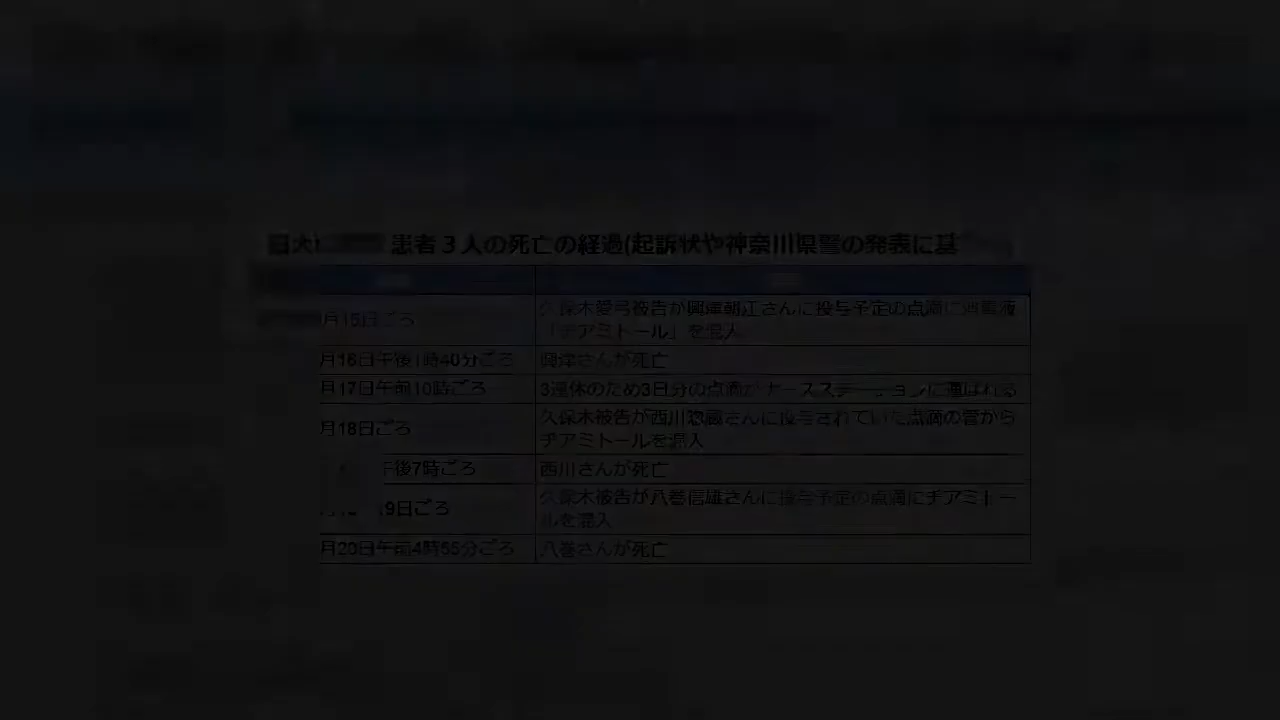 患者３人の死亡の経過(起訴状や神奈川県警の発表に基
月15日ごろ
久保木愛弓被告が興津朝江さんに投与予定の点滴に消毒液
「ヂアミトール」を混入
月16日午後1時40分ごろ
興津さんが死亡
月17日午前10時ごろ
3連休のため3日分の点滴がナースステーションに運ばれる
月18日ごろ
久保木被告が西川惣蔵さんに投与されていた点滴の管から
ヂアミトールを混入
午後7時ごろ
西川さんが死亡
19日ごろ
久保木被告が八巻信雄さんに投与予定の点滴にヂアミトー
ルを混入
月20日午前4時55分ごろ
八巻さんが死亡